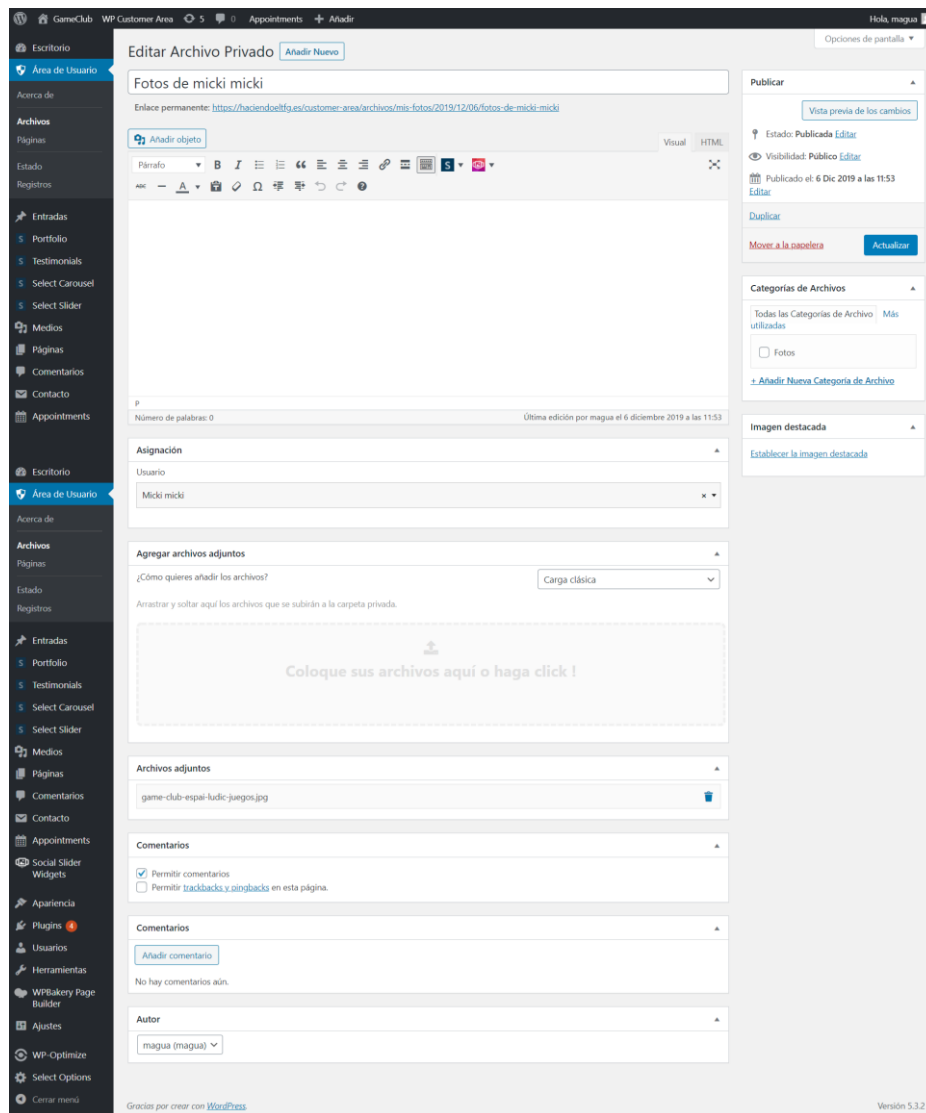 GameClub WP Customer Area 5 0 Appointments + Añadir Hola, magua
Opciones de pantalla
Escritorio
Área de Usuario
Acerca de
Archivos
Páginas
Estado
Registros
Entradas
Portfolio
Testimonials
Select Carousel
Select Slider
Medios
Páginas
Comentarios
Contacto
Appointments
Escritorio
Área de Usuario
Acerca de
Archivos
Páginas
Estado
Registros
Entradas
Portfolio
Testimonials
Select Carousel
Select Slider
Medios
Páginas
Comentarios
Contacto
Appointments
Social Slider
Widgets
Apariencia
Plugins 4
Usuarios
Herramientas
WPBakery Page
Builder
Ajustes
WP-Optimize
Select Options
Cerrar menú
Editar Archivo Privado Añadir Nuevo
Fotos de micki micki
Enlace permanente: https://haciendoeltfg.es/customer-area/archivos/mis-fotos/2019/12/06/fotos-de-micki-micki
Añadir objeto Visual HTML
Párrafo B I S
ABC A Ω
P
Número de palabras: 0 Última edición por magua el 6 diciembre 2019 a las 11:53
Asignación
Usuario
Micki micki ×
Agregar archivos adjuntos
¿Cómo quieres añadir los archivos? Carga clásica
Arrastrar y soltar aquí los archivos que se subirán a la carpeta privada.
Coloque sus archivos aquí o haga click !
Archivos adjuntos
game-club-espai-ludic-juegos.jpg
Comentarios
Permitir comentarios
Permitir trackbacks y pingbacks en esta página.
Comentarios
Añadir comentario
No hay comentarios aún.
Autor
magua (magua)
Publicar
Vista previa de los cambios
Estado: Publicada Editar
Visibilidad: Público Editar
Publicado el: 6 Dic 2019 a las 11:53
Editar
Duplicar
Mover a la papelera Actualizar
Categorías de Archivos
Todas las Categorías de Archivo Más
utilizadas
Fotos
+ Añadir Nueva Categoría de Archivo
Imagen destacada
Establecer la imagen destacada
Gracias por crear con WordPress. Versión 5.3.2